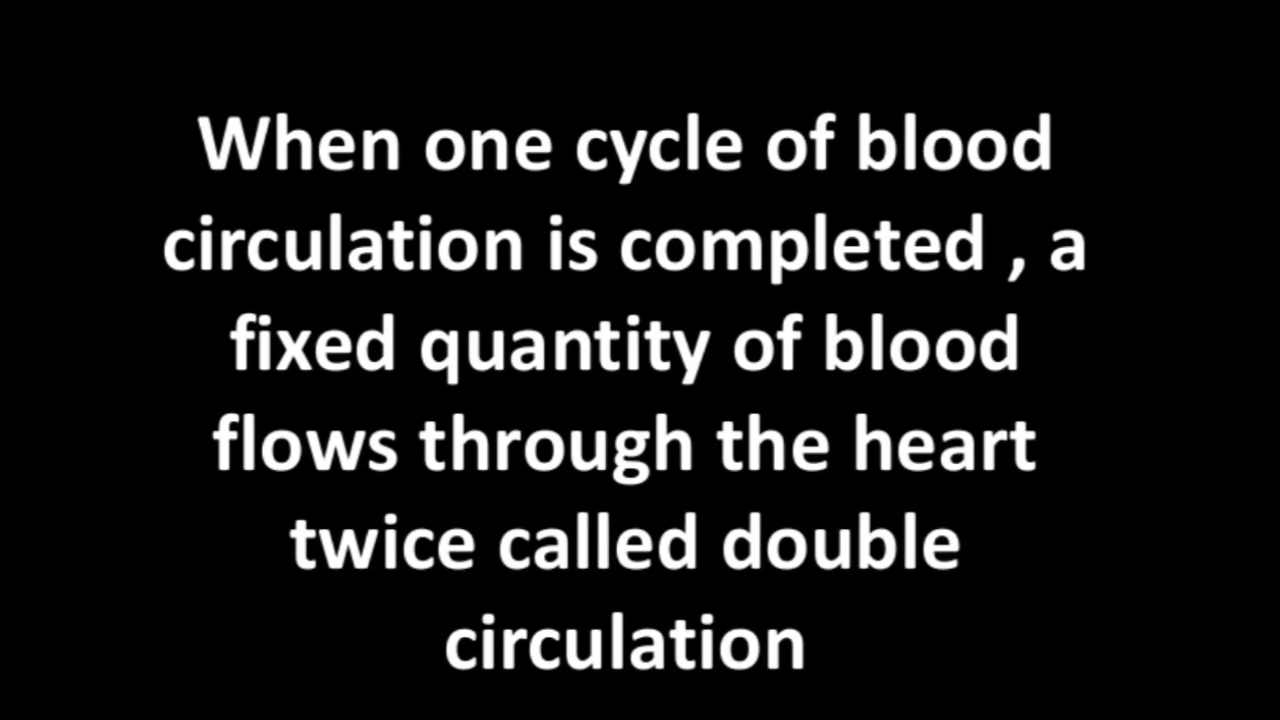 When one cycle of blood
circulation is completed , a
fixed quantity of blood
flows through the heart
twice called double
circulation